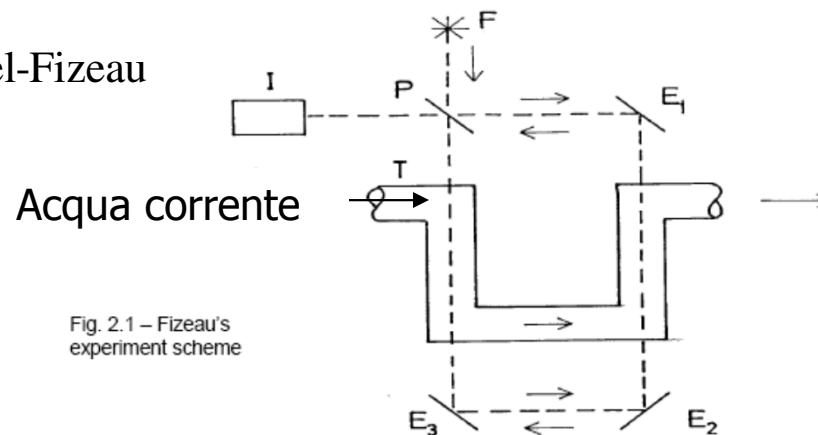 el-Fizeau
F
I
P
E1
T
Acqua corrente
Fig. 2.1 – Fizeau's
experiment scheme
E3
E2